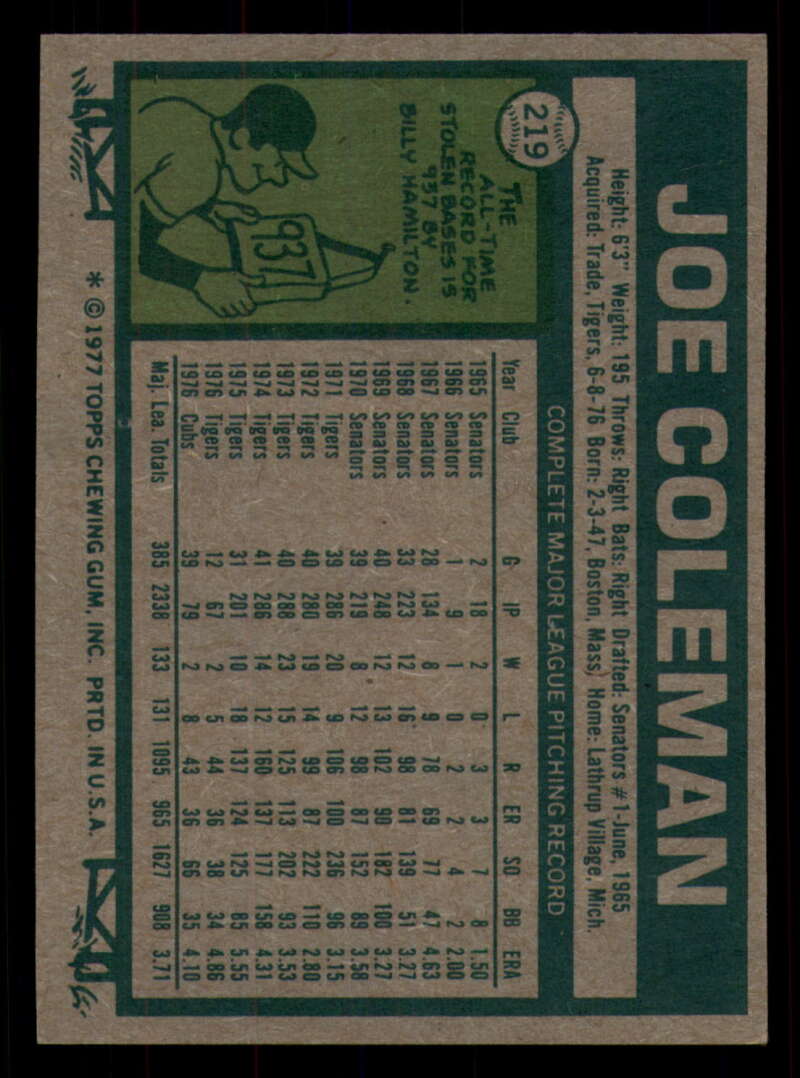 219
JOE COLEMAN
Height: 6'3" Weight: 195 Throws: Right Bats: Right Drafted: Senators #1-June, 1965
Acquired: Trade, Tigers, 6-8-76 Born: 2-3-47, Boston, Mass. Home: Lathrup Village, Mich.
THE
ALL-TIME
RECORD FOR
STOLEN BASES IS
937 BY
BILLY HAMILTON.
937
COMPLETE MAJOR LEAGUE PITCHING RECORD
Year Club G IP W L R ER SO BB ERA
1965 Senators 2 18 2 0 3 3 7 8 1.50
1966 Senators 1 9 1 0 2 2 4 2 2.00
1967 Senators 28 134 8 9 78 69 77 47 4.63
1968 Senators 33 223 12 16 98 81 139 51 3.27
1969 Senators 40 248 12 13 102 90 182 100 3.27
1970 Senators 39 219 8 12 98 87 152 89 3.58
1971 Tigers 39 286 20 9 106 100 236 96 3.15
1972 Tigers 40 280 19 14 99 87 222 110 2.80
1973 Tigers 40 288 23 15 125 113 202 93 3.53
1974 Tigers 41 286 14 12 160 137 177 158 4.31
1975 Tigers 31 201 10 18 137 124 125 85 5.55
1976 Tigers 12 67 2 5 44 36 38 34 4.86
1976 Cubs 39 79 2 8 43 36 66 35 4.10
Maj. Lea. Totals 385 2338 133 131 1095 965 1627 908 3.71
* © 1977 TOPPS CHEWING GUM, INC. PRTD. IN U.S.A.